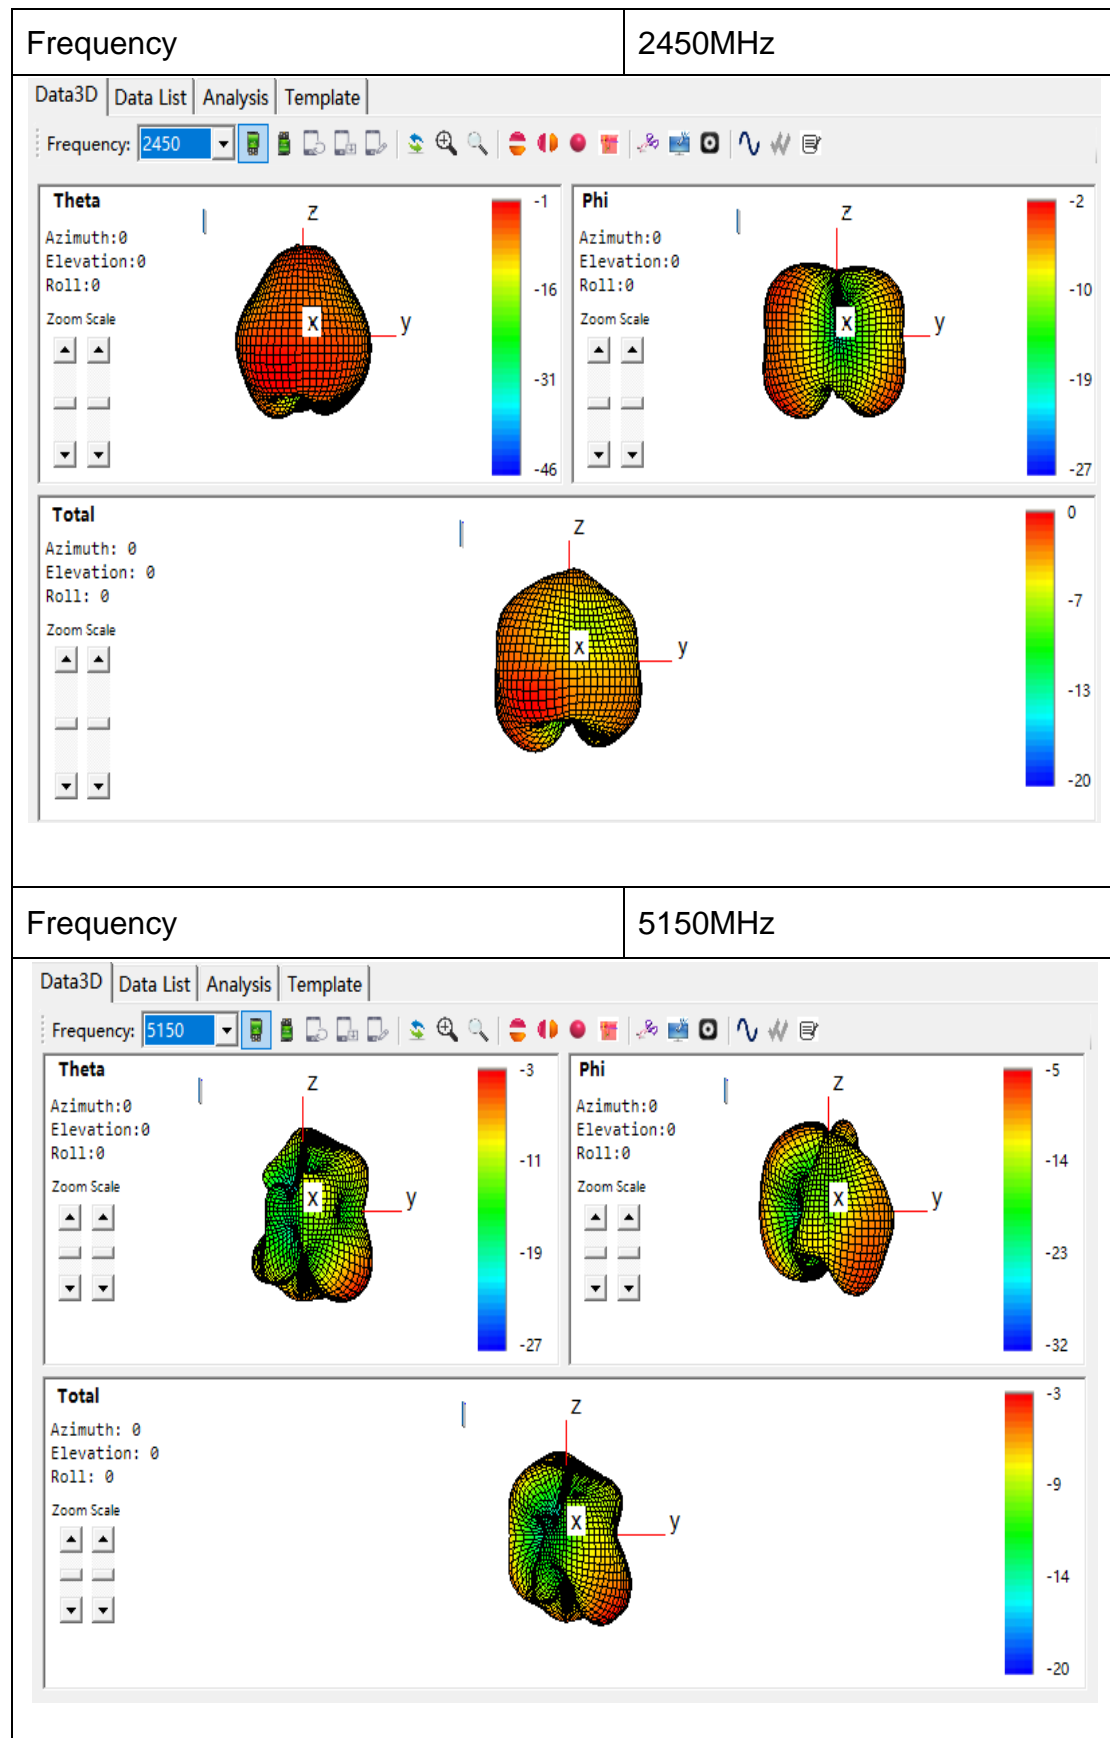 Frequency 2450MHz
Data3D Data List Analysis Template
Frequency: 2450
Theta
Azimuth:0
Elevation:0
Roll:0
Zoom Scale
z
x
y
-1
-16
-31
-46
Phi
Azimuth:0
Elevation:0
Roll:0
Zoom Scale
z
x
y
-2
-10
-19
-27
Total
Azimuth: 0
Elevation: 0
Roll: 0
Zoom Scale
z
x
y
0
-7
-13
-20
Frequency 5150MHz
Data3D Data List Analysis Template
Frequency: 5150
Theta
Azimuth:0
Elevation:0
Roll:0
Zoom Scale
z
x
y
-3
-11
-19
-27
Phi
Azimuth:0
Elevation:0
Roll:0
Zoom Scale
z
x
y
-5
-14
-23
-32
Total
Azimuth: 0
Elevation: 0
Roll: 0
Zoom Scale
z
x
y
-3
-9
-14
-20